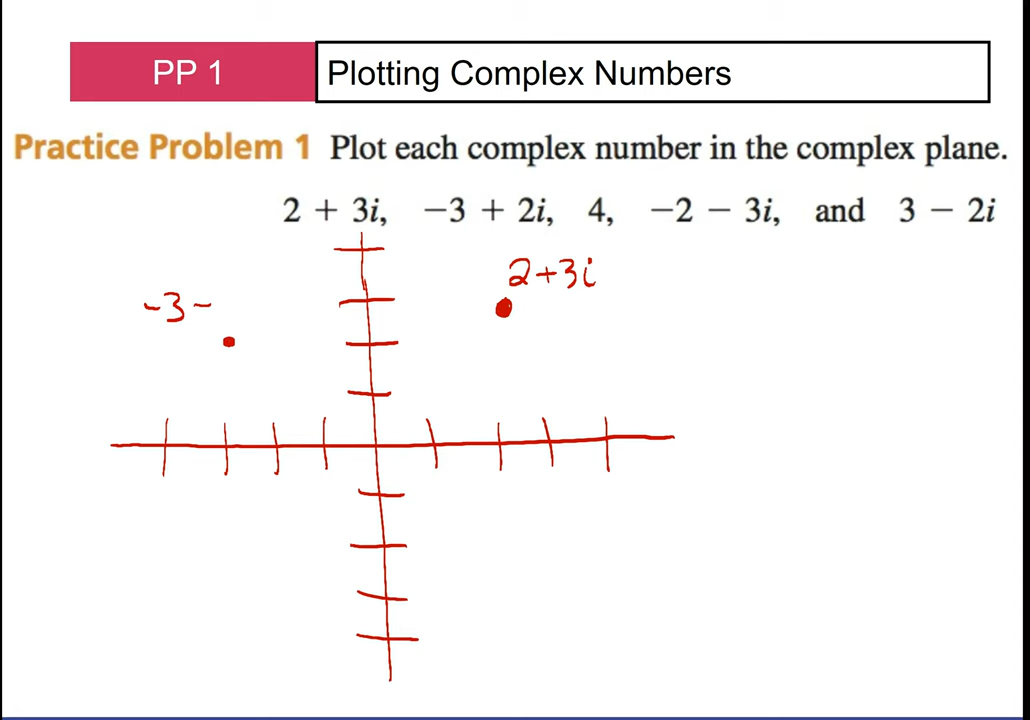 PP 1 Plotting Complex Numbers
Practice Problem 1 Plot each complex number in the complex plane.
2 + 3i, −3 + 2i, 4, −2 − 3i, and 3 − 2i
2+3i
-3-